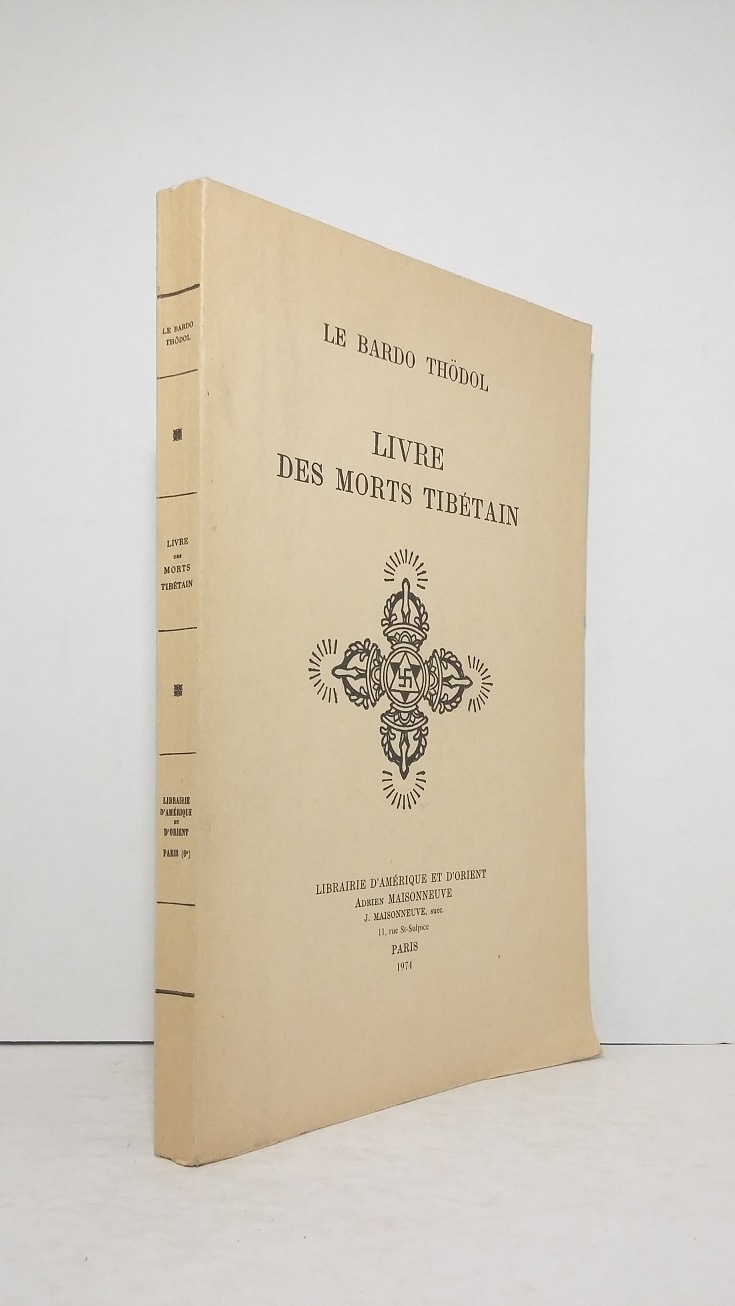 LE BARDO
THÖDOL
LIVRE
DES
MORTS
TIBÉTAIN
LIBRAIRIE
D'AMÉRIQUE
ET
D'ORIENT
PARIS (6e)
LE BARDO THÖDOL
LIVRE
DES MORTS TIBÉTAIN
LIBRAIRIE D'AMÉRIQUE ET D'ORIENT
ADRIEN MAISONNEUVE
J. MAISONNEUVE, succ.
11, rue St-Sulpice
PARIS
1974